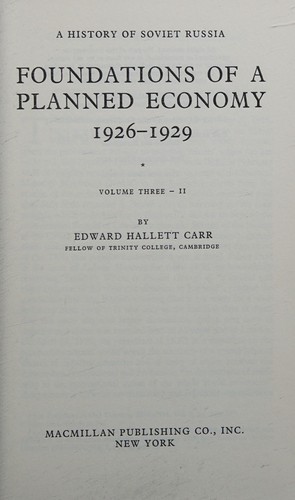 A HISTORY OF SOVIET RUSSIA
FOUNDATIONS OF A
PLANNED ECONOMY
1926–1929
*
VOLUME THREE – II
BY
EDWARD HALLETT CARR
FELLOW OF TRINITY COLLEGE, CAMBRIDGE
MACMILLAN PUBLISHING CO., INC.
NEW YORK